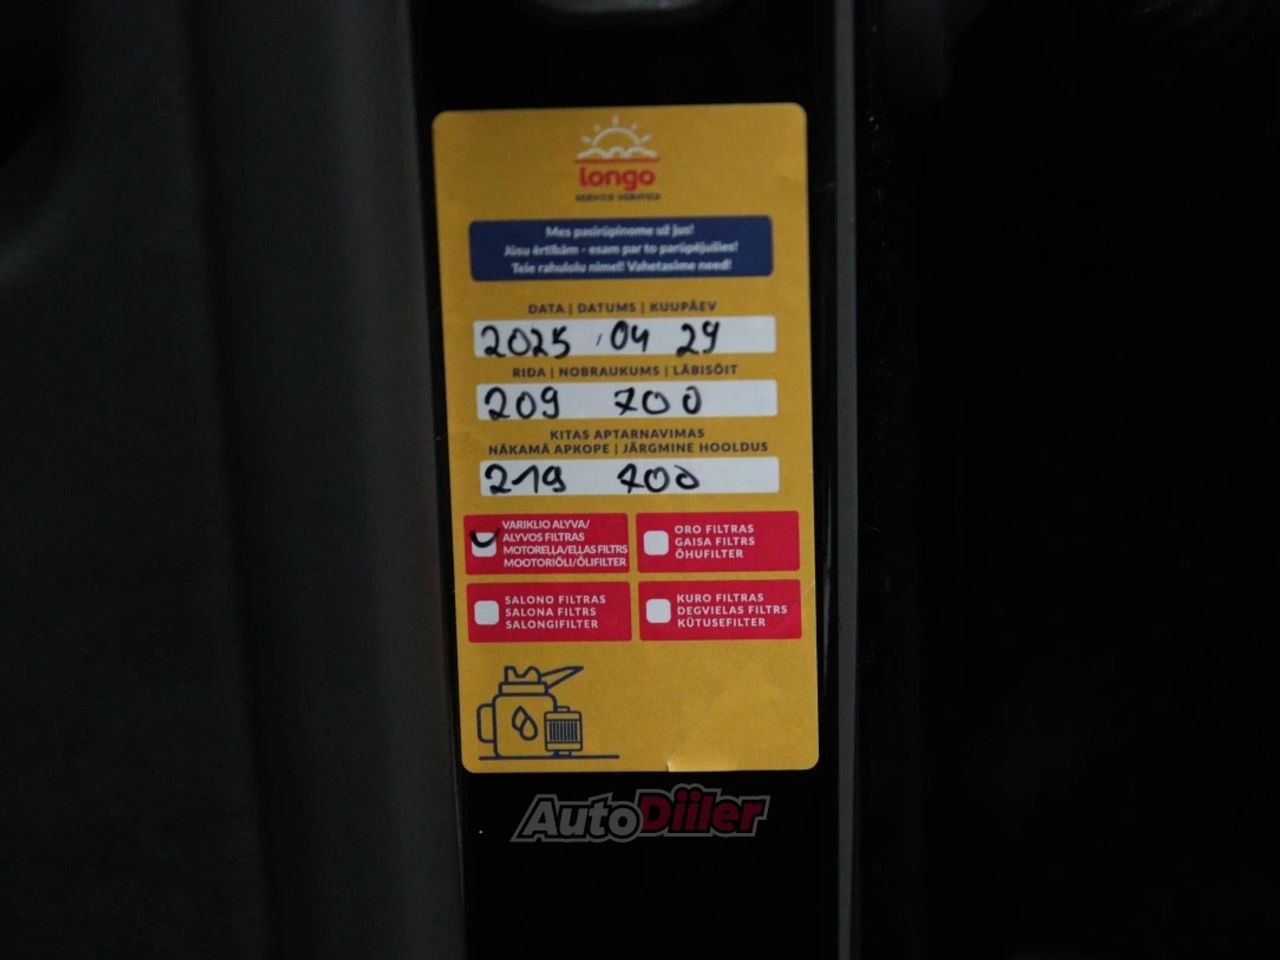 longo
Mes pasirūpinome už jus!
Jūsu ērtībām - esam par to parūpējušies!
Teie rahulolu nimel! Vahetasime need!
DATA | DATUMS | KUUPÄEV
2025 . 04 29
RIDA | NOBRAUKUMS | LÄBISÕIT
209 700
KITAS APTARNAVIMAS
NĀKAMĀ APKOPE | JÄRGMINE HOOLDUS
219 700
VARIKLIO ALYVA/
ALYVOS FILTRAS
MOTORELLA/ELLAS FILTRS
MOOTORIÕLI/ÕLIFILTER
ORO FILTRAS
GAISA FILTRS
ÕHUFILTER
SALONO FILTRAS
SALONA FILTRS
SALONGIFILTER
KURO FILTRAS
DEGVIELAS FILTRS
KÜTUSEFILTER
AutoDiiler